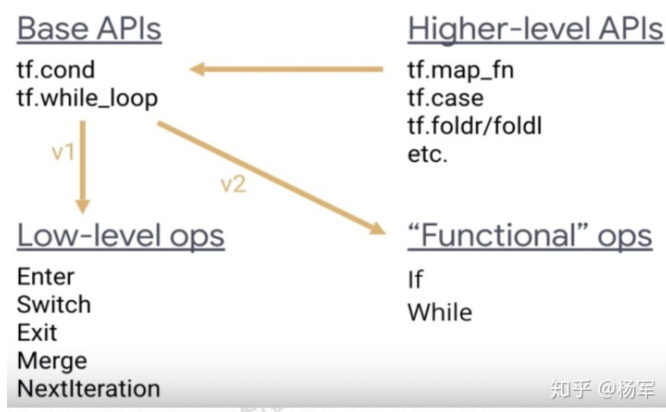 Base APIs
tf.cond
tf.while_loop
Higher-level APIs
tf.map_fn
tf.case
tf.foldr/foldl
etc.
v1
v2
Low-level ops
Enter
Switch
Exit
Merge
NextIteration
“Functional” ops
If
While
知乎 @杨军